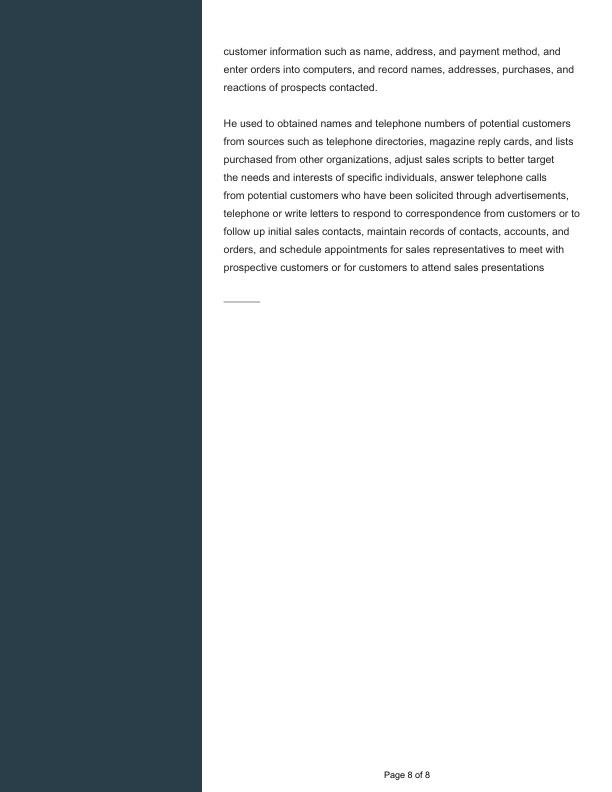 customer information such as name, address, and payment method, and
enter orders into computers, and record names, addresses, purchases, and
reactions of prospects contacted.
He used to obtained names and telephone numbers of potential customers
from sources such as telephone directories, magazine reply cards, and lists
purchased from other organizations, adjust sales scripts to better target
the needs and interests of specific individuals, answer telephone calls
from potential customers who have been solicited through advertisements,
telephone or write letters to respond to correspondence from customers or to
follow up initial sales contacts, maintain records of contacts, accounts, and
orders, and schedule appointments for sales representatives to meet with
prospective customers or for customers to attend sales presentations
Page 8 of 8